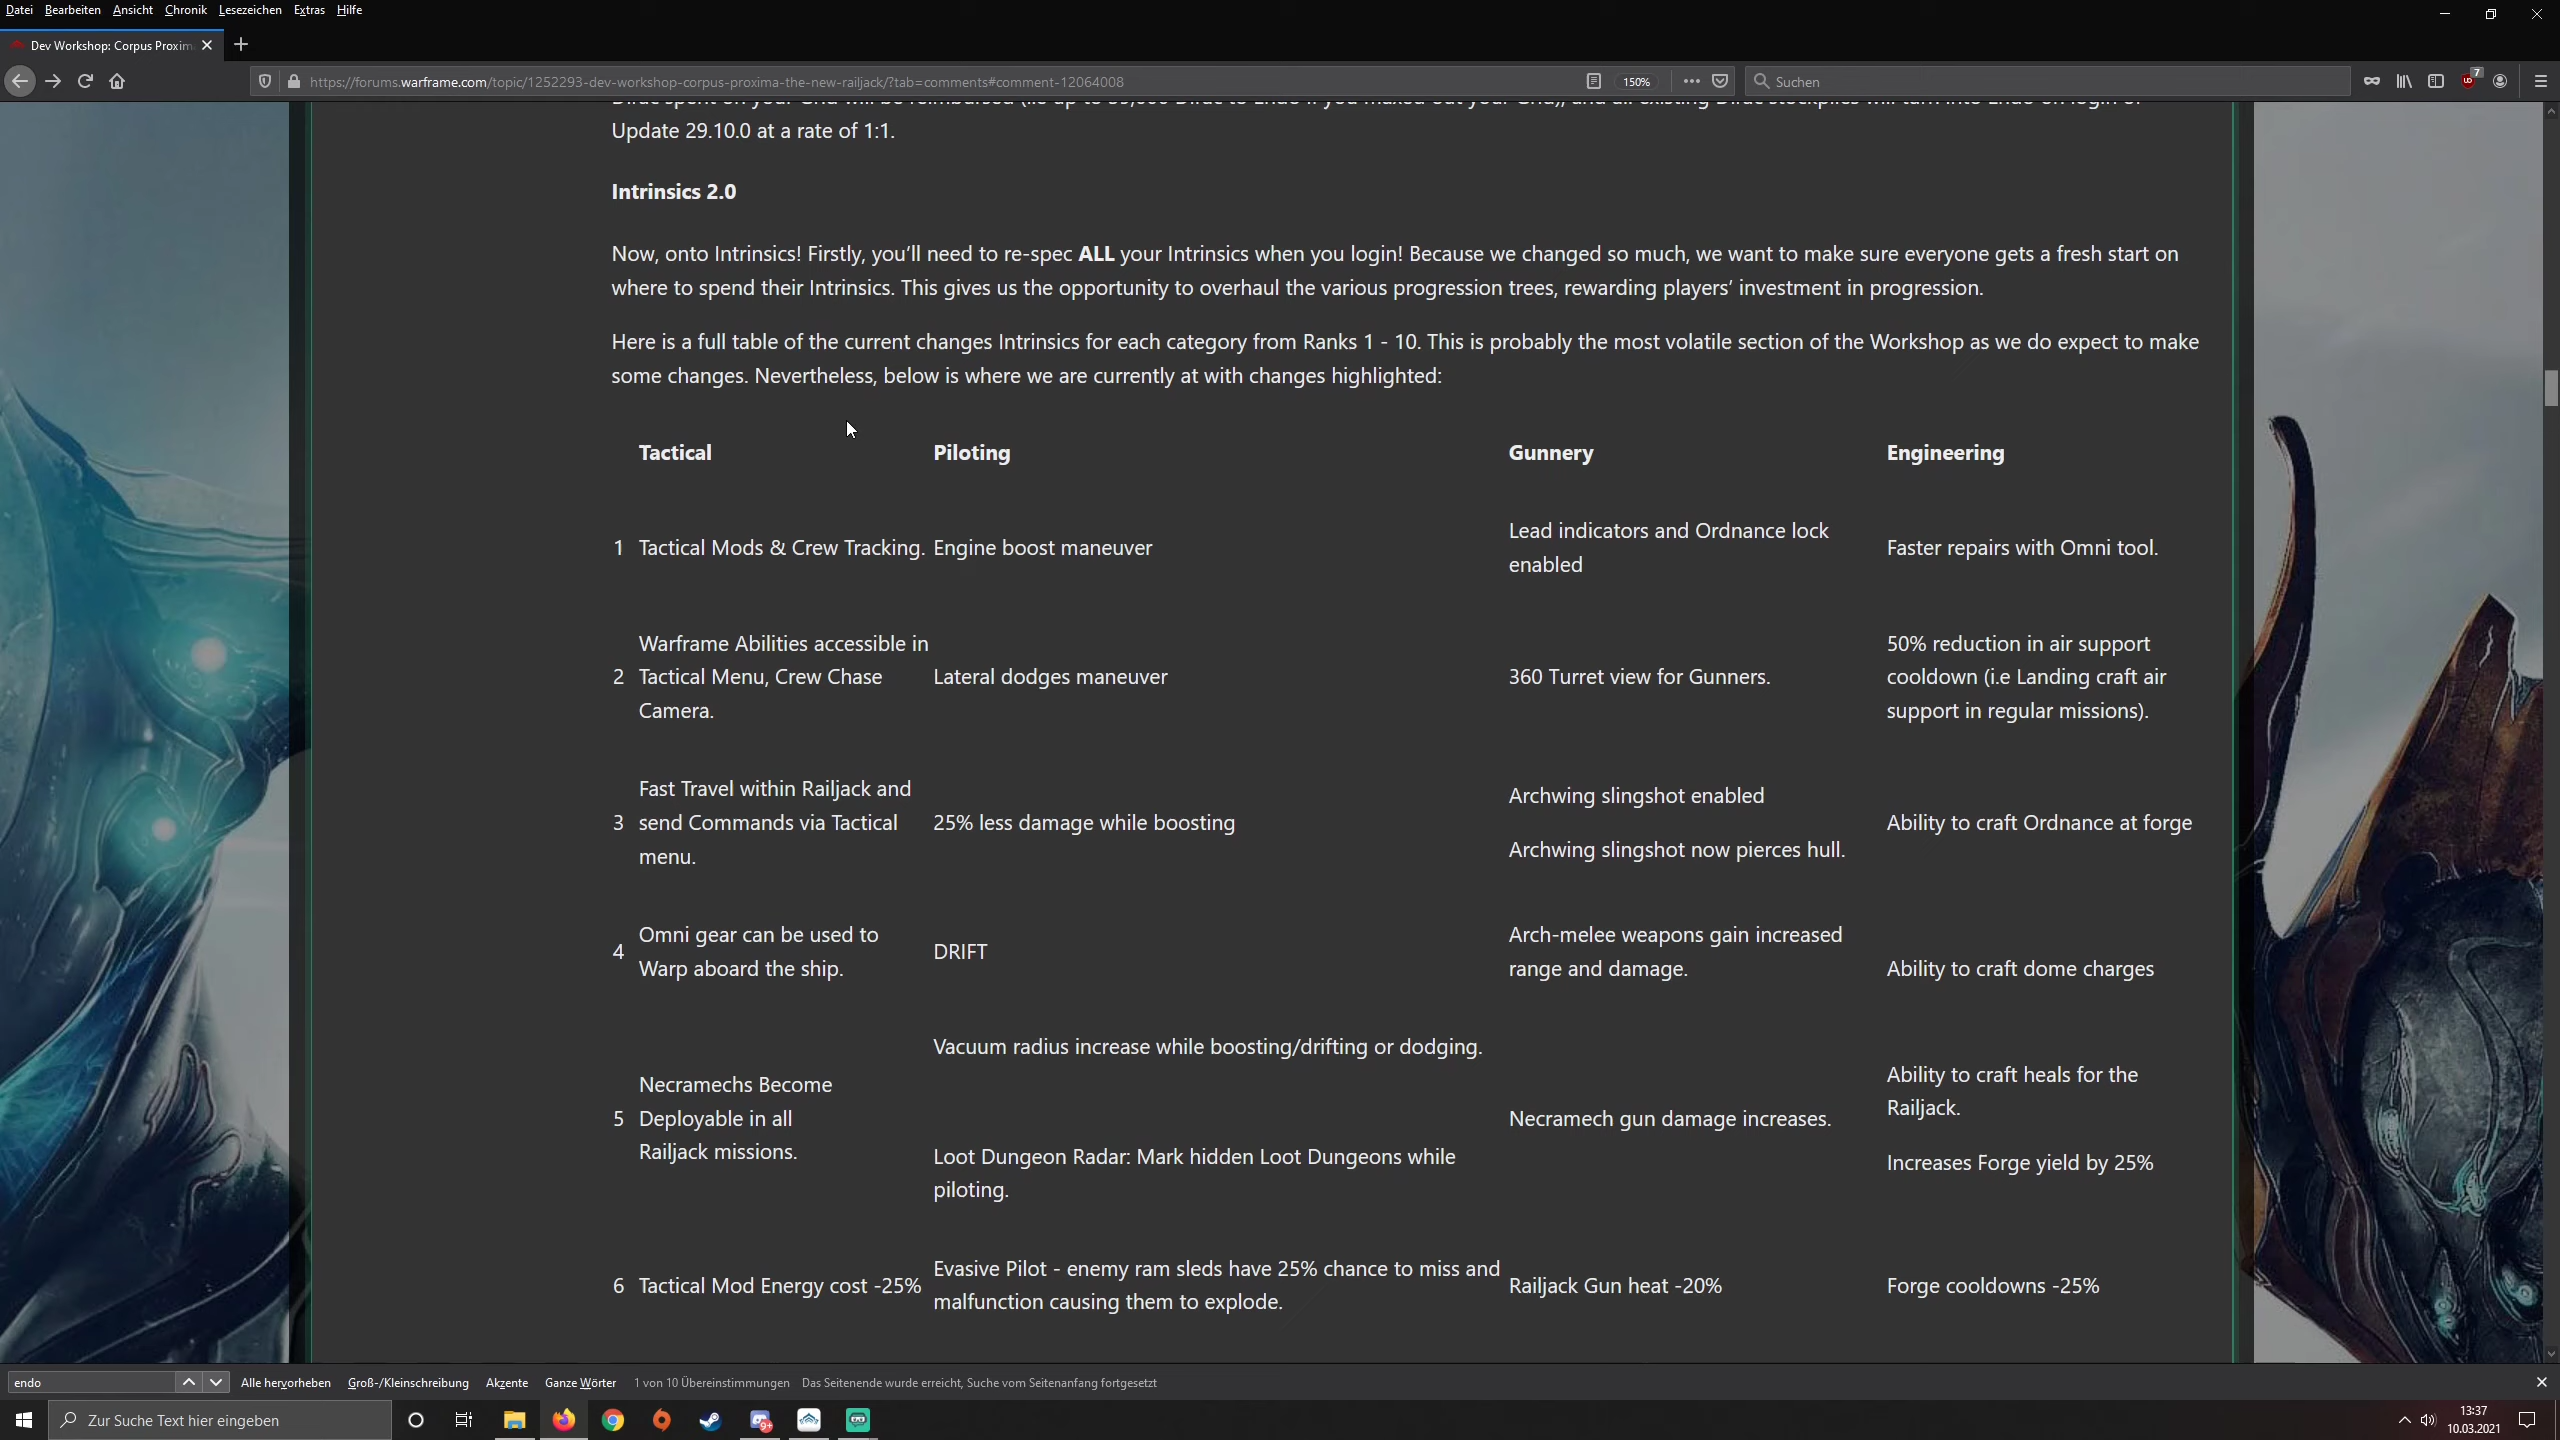 Datei Bearbeiten Ansicht Chronik Lesezeichen Extras Hilfe
Dev Workshop: Corpus Proxim
https://forums.warframe.com/topic/1252293-dev-workshop-corpus-proxima-the-new-railjack/?tab=comments#comment-12064008
150%
Suchen
7
Update 29.10.0 at a rate of 1:1.
Intrinsics 2.0
Now, onto Intrinsics! Firstly, you'll need to re-spec ALL your Intrinsics when you login! Because we changed so much, we want to make sure everyone gets a fresh start on
where to spend their Intrinsics. This gives us the opportunity to overhaul the various progression trees, rewarding players' investment in progression.
Here is a full table of the current changes Intrinsics for each category from Ranks 1 - 10. This is probably the most volatile section of the Workshop as we do expect to make
some changes. Nevertheless, below is where we are currently at with changes highlighted:
Tactical Piloting Gunnery Engineering
1 Tactical Mods & Crew Tracking. Engine boost maneuver
Lead indicators and Ordnance lock
enabled
Faster repairs with Omni tool.
2
Warframe Abilities accessible in
Tactical Menu, Crew Chase
Camera.
Lateral dodges maneuver
360 Turret view for Gunners.
50% reduction in air support
cooldown (i.e Landing craft air
support in regular missions).
3
Fast Travel within Railjack and
send Commands via Tactical
menu.
25% less damage while boosting
Archwing slingshot enabled
Archwing slingshot now pierces hull.
Ability to craft Ordnance at forge
4
Omni gear can be used to
Warp aboard the ship.
DRIFT
Arch-melee weapons gain increased
range and damage.
Ability to craft dome charges
5
Necramechs Become
Deployable in all
Railjack missions.
Vacuum radius increase while boosting/drifting or dodging.
Loot Dungeon Radar: Mark hidden Loot Dungeons while
piloting.
Necramech gun damage increases.
Ability to craft heals for the
Railjack.
Increases Forge yield by 25%
6 Tactical Mod Energy cost -25%
Evasive Pilot - enemy ram sleds have 25% chance to miss and
malfunction causing them to explode.
Railjack Gun heat -20%
Forge cooldowns -25%
endo
Alle hervorheben Groß-/Kleinschreibung Akzente Ganze Wörter 1 von 10 Übereinstimmungen Das Seitenende wurde erreicht, Suche vom Seitenanfang fortgesetzt
Zur Suche Text hier eingeben
9+
13:37
10.03.2021